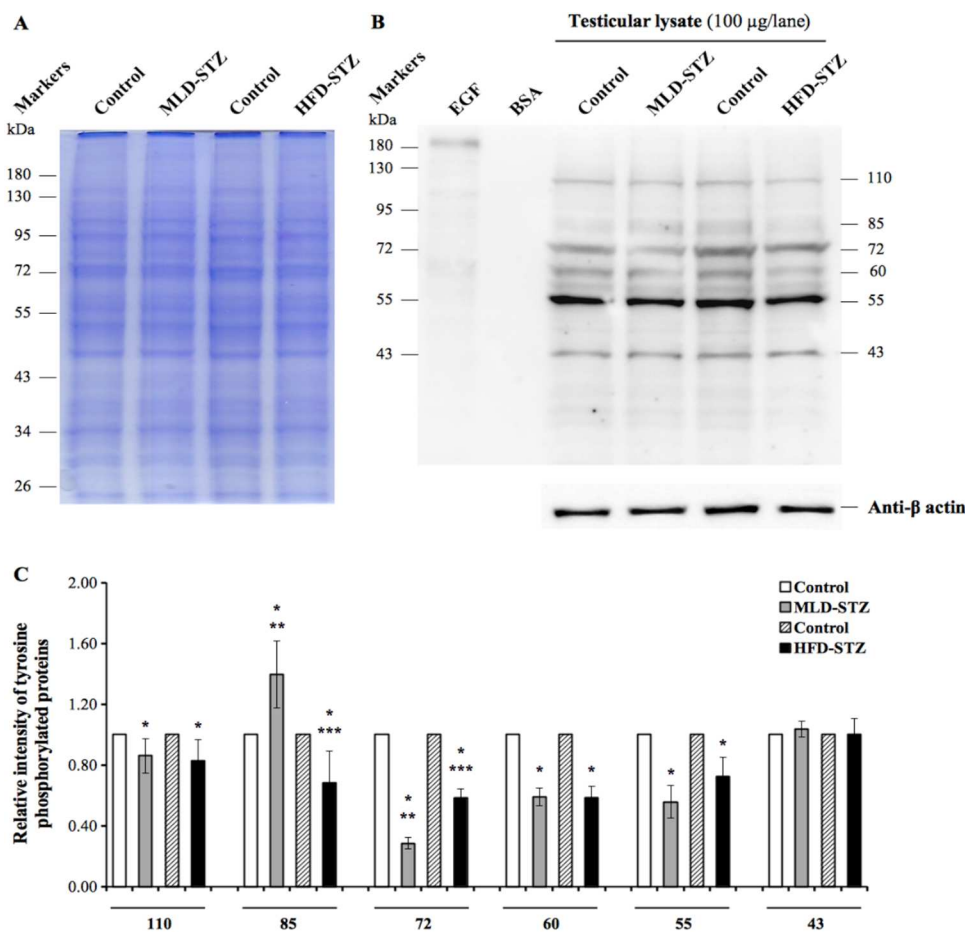 A
Markers
Control
MLD-STZ
Control
HFD-STZ
kDa
180
130
95
72
55
43
34
26
B
Testicular lysate (100 µg/lane)
Markers
EGF
BSA
Control
MLD-STZ
Control
HFD-STZ
kDa
180
130
95
72
55
43
110
85
72
60
55
43
Anti-β actin
C
Relative intensity of tyrosine
phosphorylated proteins
2.00
1.60
1.20
0.80
0.40
0.00
*
*
*
**
*
***
*
**
*
***
*
*
*
*
Control
MLD-STZ
Control
HFD-STZ
110 85 72 60 55 43